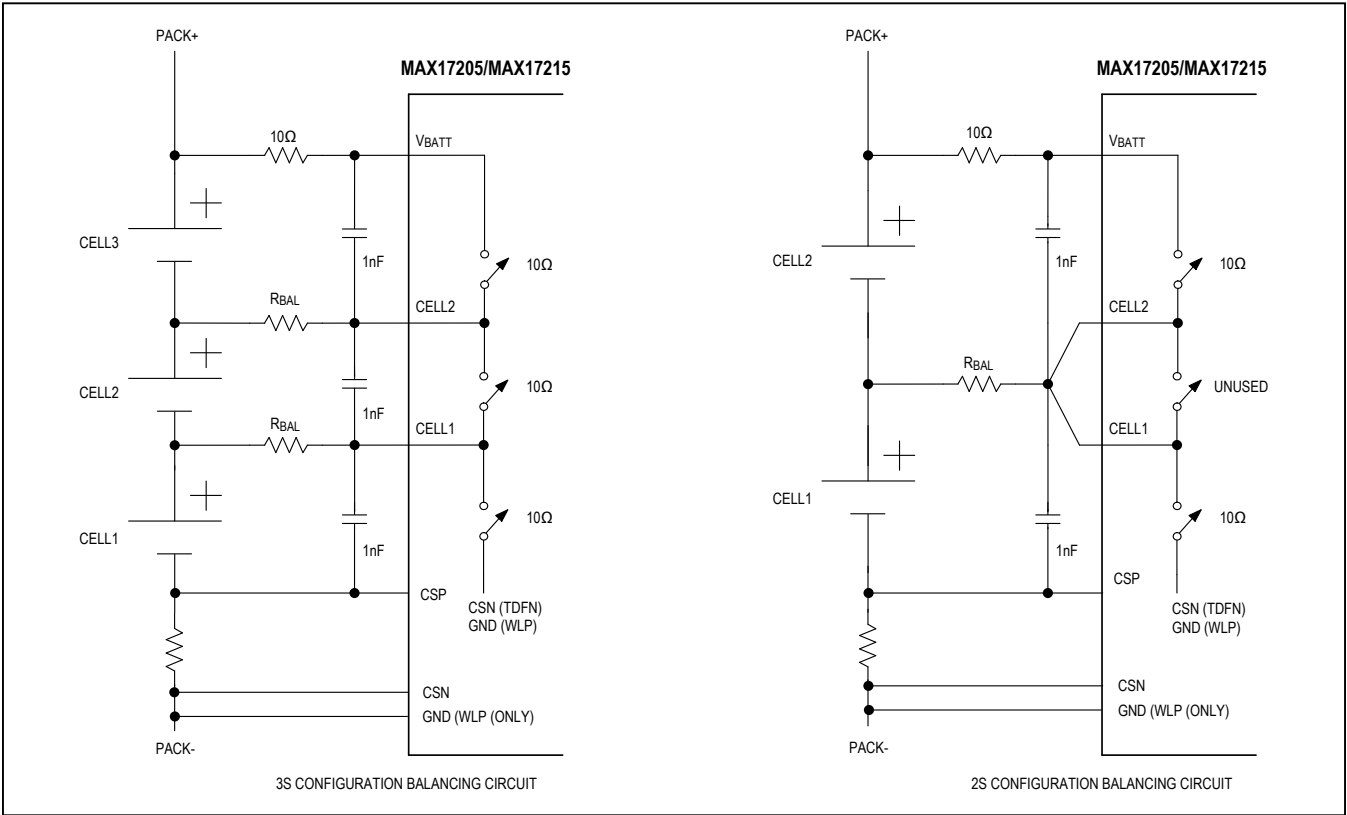 PACK+
MAX17205/MAX17215
10Ω
VBATT
CELL3
1nF
10Ω
RBAL
CELL2
CELL2
1nF
10Ω
RBAL
CELL1
CELL1
1nF
10Ω
CSP
CSN (TDFN)
GND (WLP)
CSN
GND (WLP (ONLY)
PACK-
3S CONFIGURATION BALANCING CIRCUIT
PACK+
MAX17205/MAX17215
10Ω
VBATT
CELL2
1nF
10Ω
CELL2
RBAL
UNUSED
CELL1
CELL1
1nF
10Ω
CSP
CSN (TDFN)
GND (WLP)
CSN
GND (WLP (ONLY)
PACK-
2S CONFIGURATION BALANCING CIRCUIT